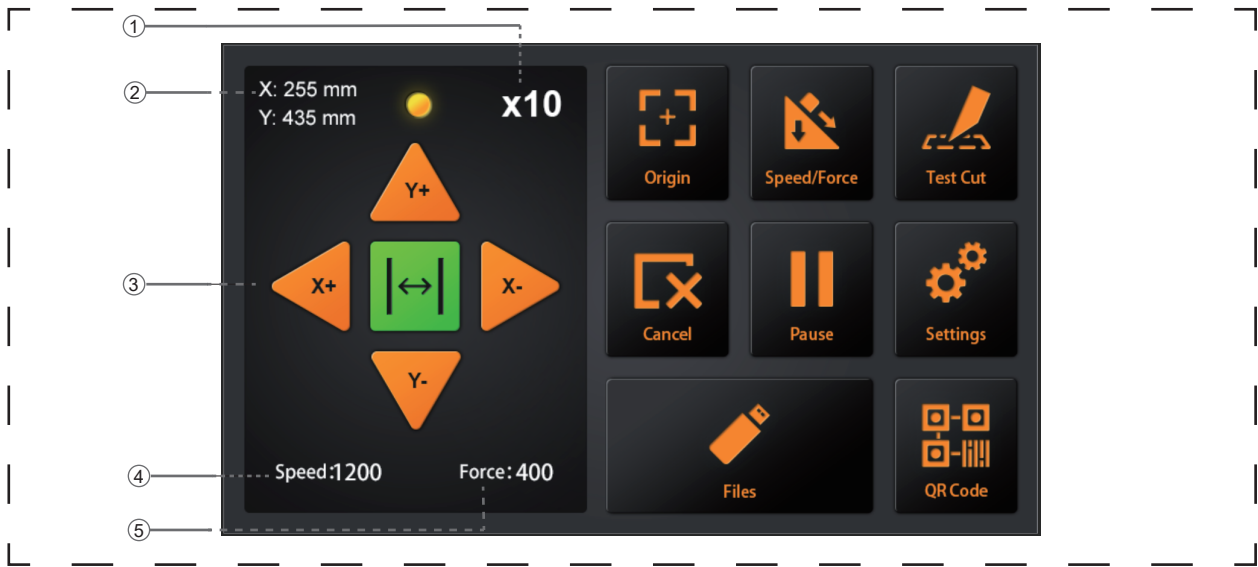 ①
②
X: 255 mm
Y: 435 mm
x10
Y+
③
X+
X-
Y-
④
Speed:1200
Force:400
⑤
Origin
Speed/Force
Test Cut
Cancel
Pause
Settings
Files
QR Code